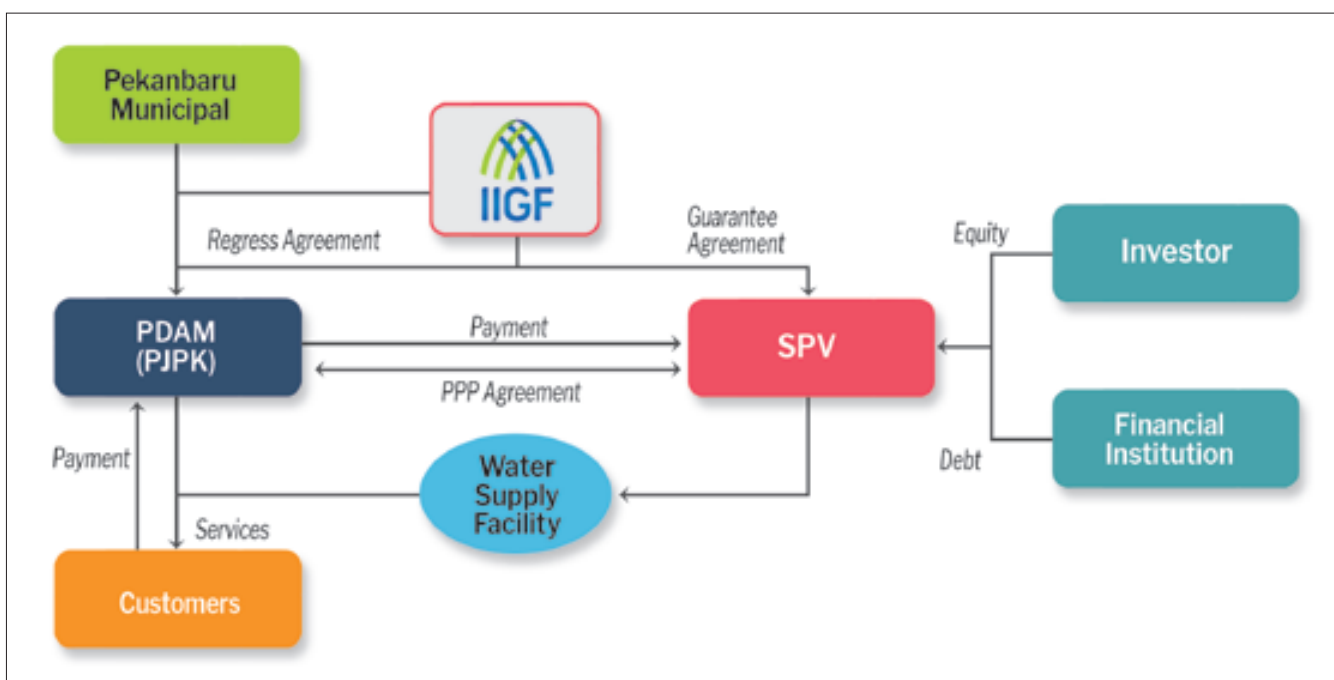 Pekanbaru
Municipal
IIGF
Regress Agreement
Guarantee
Agreement
Equity
Investor
PDAM
(PJPK)
Payment
SPV
PPP Agreement
Payment
Water
Supply
Facility
Debt
Financial
Institution
Services
Customers